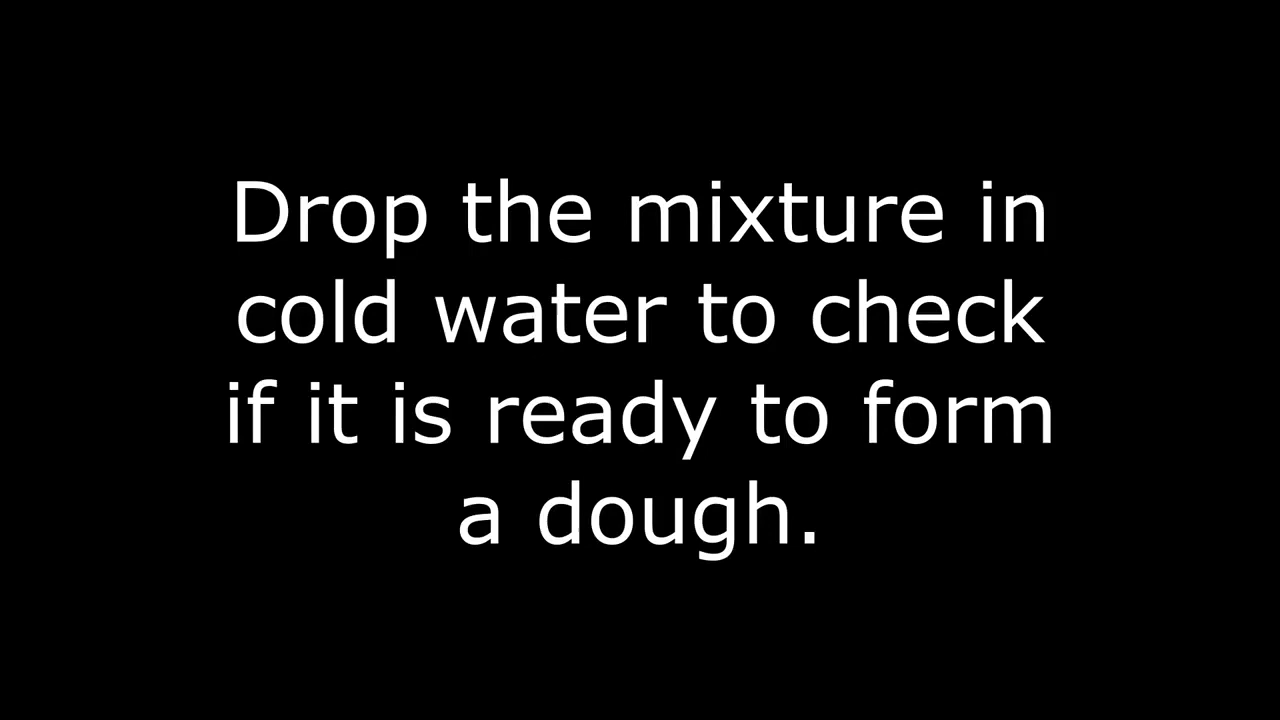 Drop the mixture in
cold water to check
if it is ready to form
a dough.